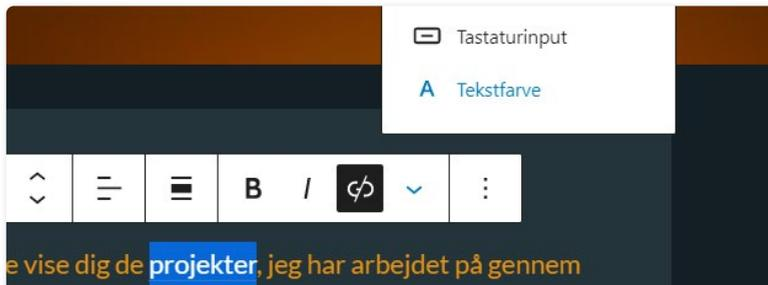 Tastaturinput
A Tekstfarve
B I
e vise dig de projekter, jeg har arbejdet på gennem